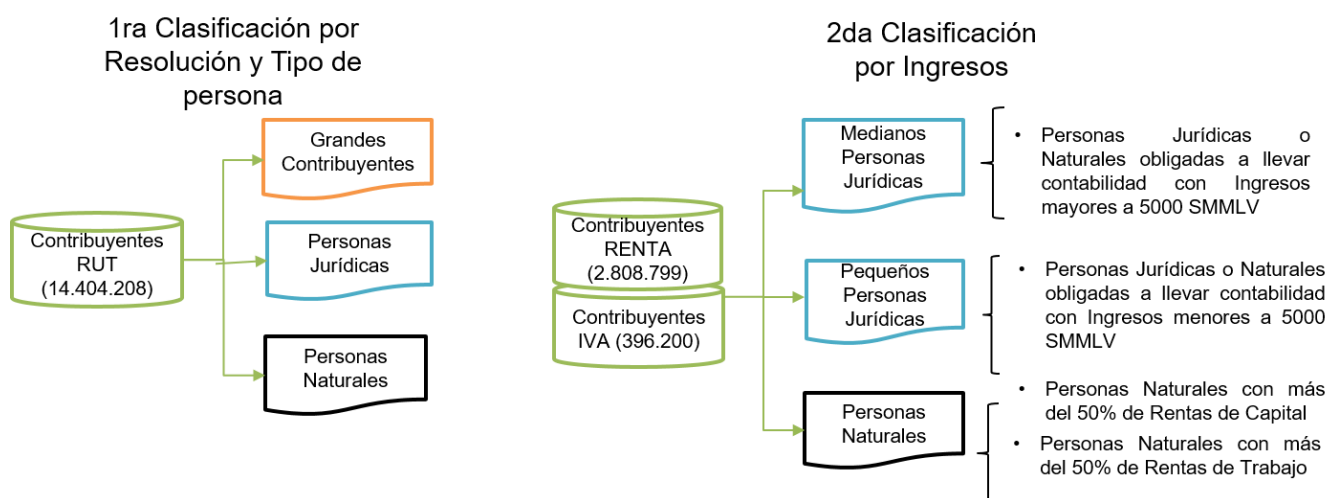 1ra Clasificación por
Resolución y Tipo de
persona
Contribuyentes
RUT
(14.404.208)
Grandes
Contribuyentes
Personas
Jurídicas
Personas
Naturales
2da Clasificación
por Ingresos
Contribuyentes
RENTA
(2.808.799)
Contribuyentes
IVA (396.200)
Medianos
Personas
Jurídicas
• Personas Jurídicas o
Naturales obligadas a llevar
contabilidad con Ingresos
mayores a 5000 SMMLV
Pequeños
Personas
Jurídicas
• Personas Jurídicas o Naturales
obligadas a llevar contabilidad
con Ingresos menores a 5000
SMMLV
Personas
Naturales
• Personas Naturales con más
del 50% de Rentas de Capital
• Personas Naturales con más
del 50% de Rentas de Trabajo